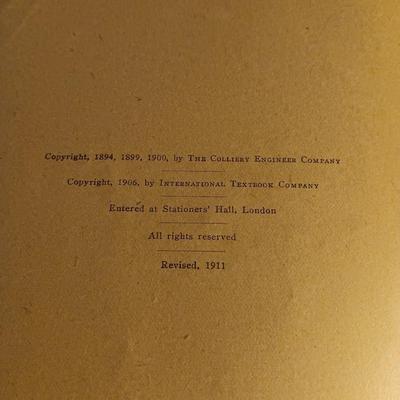 Copyright, 1894, 1899, 1900, by The Colliery Engineer Company
Copyright, 1906, by International Textbook Company
Entered at Stationers' Hall, London
All rights reserved
Revised, 1911